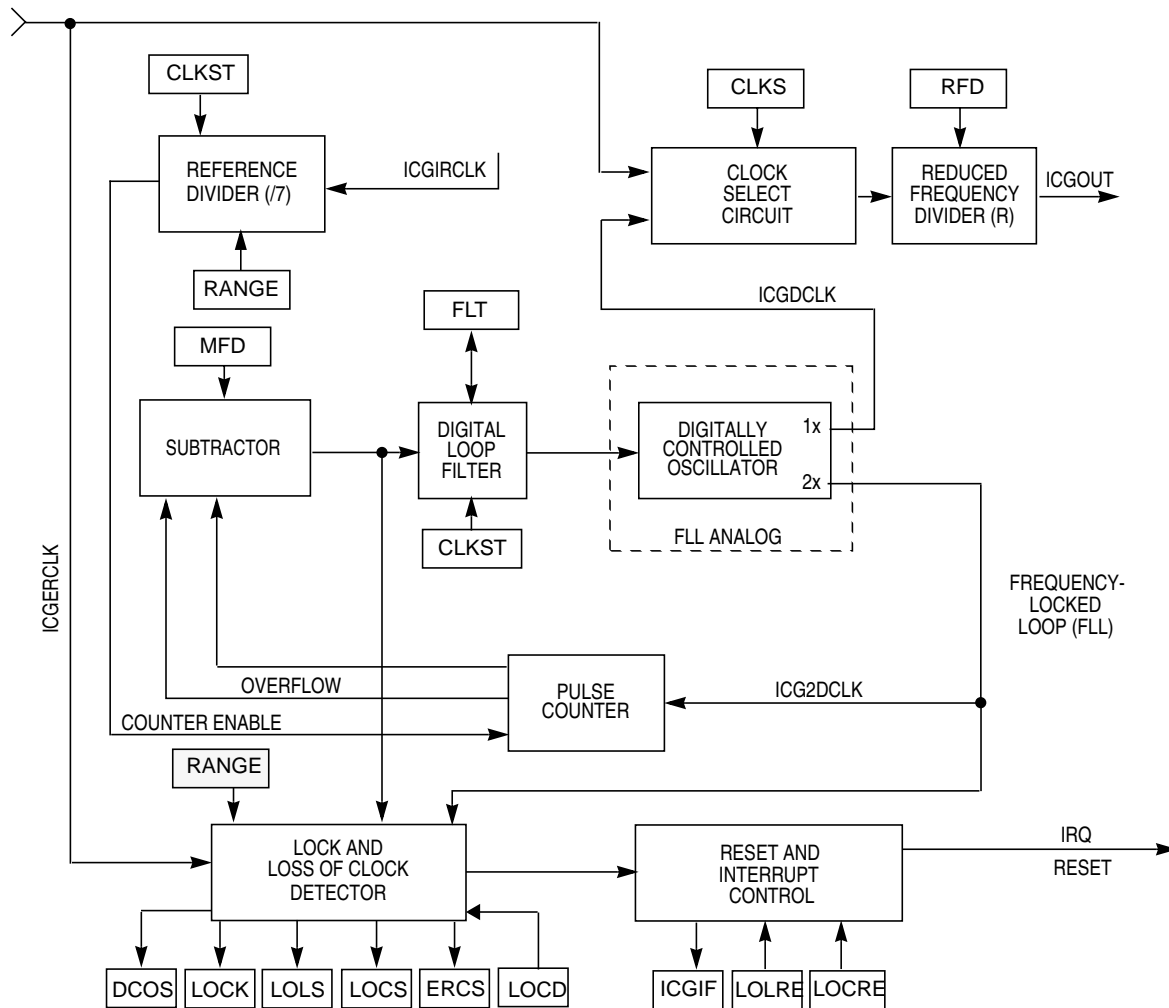 CLKST
CLKS
RFD
REFERENCE
DIVIDER (/7)
ICGIRCLK
CLOCK
SELECT
CIRCUIT
REDUCED
FREQUENCY
DIVIDER (R)
ICGOUT
RANGE
ICGDCLK
FLT
MFD
SUBTRACTOR
DIGITAL
LOOP
FILTER
DIGITALLY
CONTROLLED
OSCILLATOR
1x
2x
FLL ANALOG
CLKST
ICGERCLK
FREQUENCY-
LOCKED
LOOP (FLL)
OVERFLOW
PULSE
COUNTER
ICG2DCLK
COUNTER ENABLE
RANGE
LOCK AND
LOSS OF CLOCK
DETECTOR
RESET AND
INTERRUPT
CONTROL
IRQ
RESET
DCOS
LOCK
LOLS
LOCS
ERCS
LOCD
ICGIF
LOLRE
LOCRE